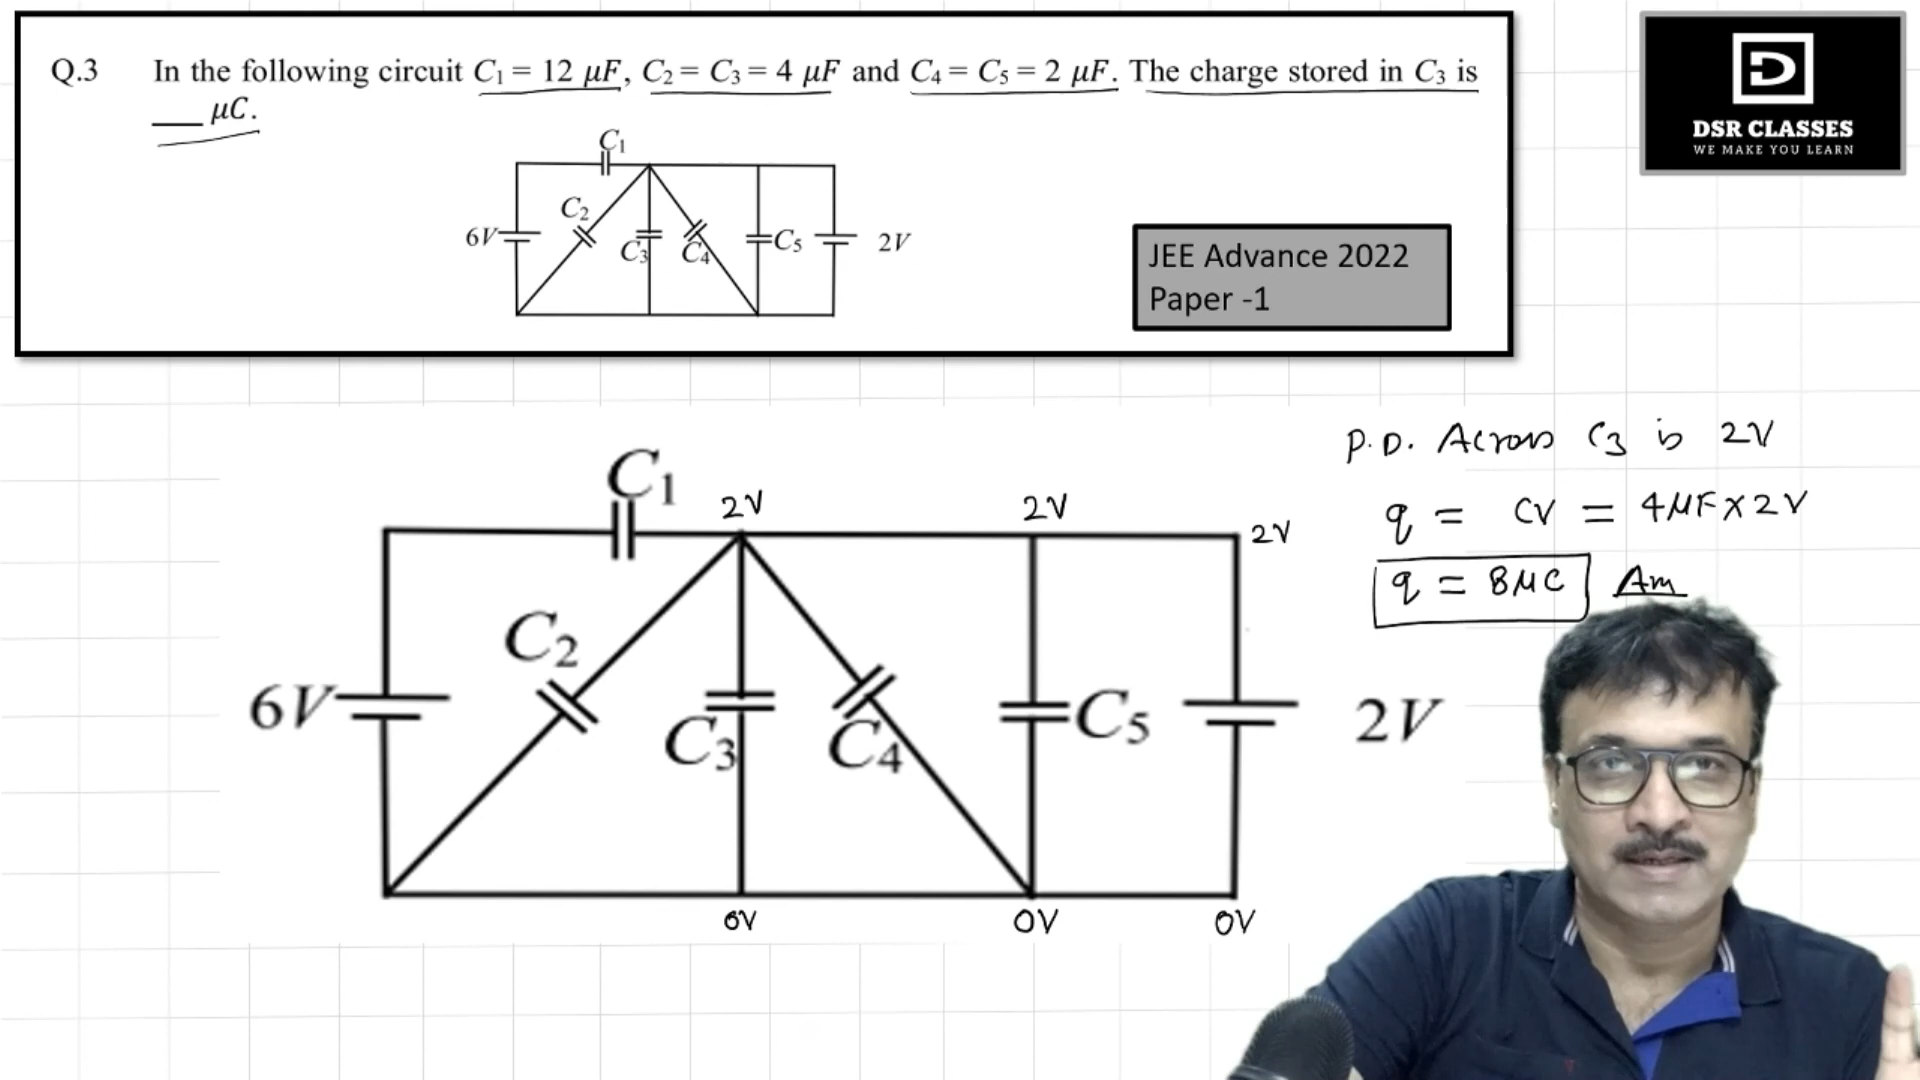 Q.3 In the following circuit C₁ = 12 μF, C₂ = C₃ = 4 μF and C₄ = C₅ = 2 μF. The charge stored in C₃ is
___ μC.
C₁
C₂
6V
C₃
C₄
C₅
2V
JEE Advance 2022
Paper -1
D
DSR CLASSES
WE MAKE YOU LEARN
P.D. Across C₃ is 2V
q = CV = 4μF×2V
q = 8μC Ans
C₁
2V
2V
2V
C₂
6V
C₃
C₄
C₅
2V
0V
0V
0V